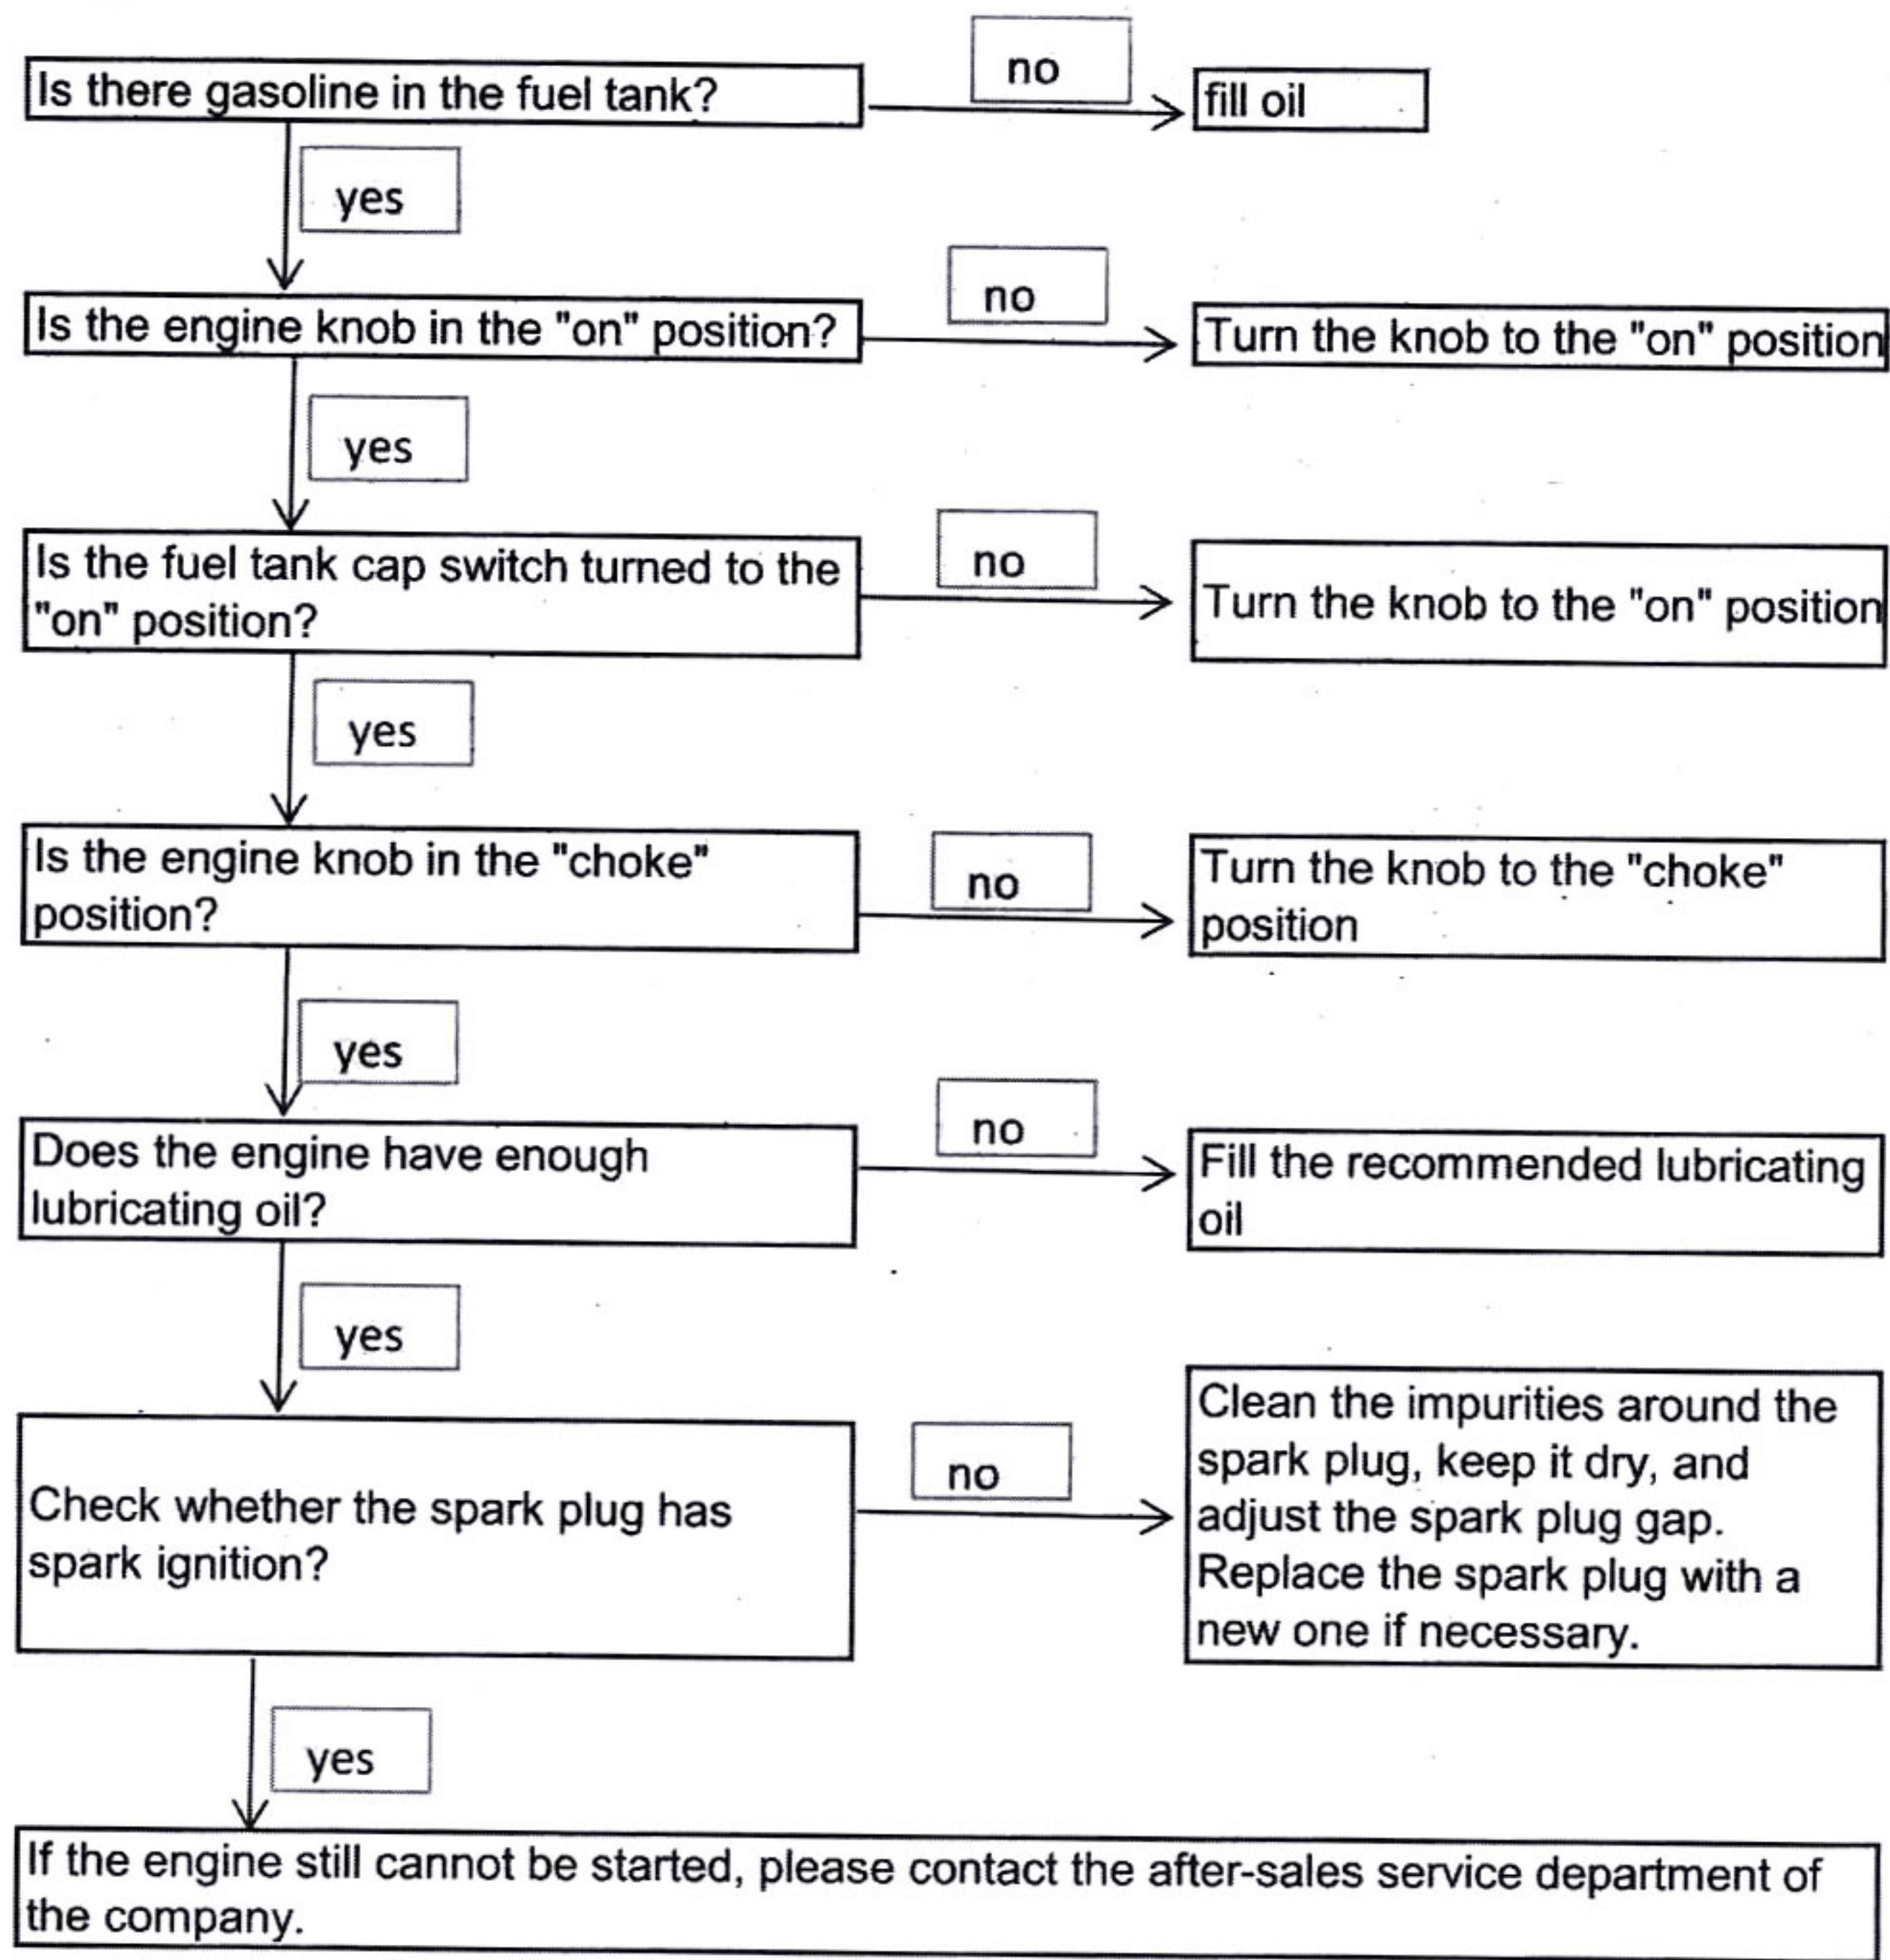 Is there gasoline in the fuel tank?
no
fill oil
yes
Is the engine knob in the "on" position?
no
Turn the knob to the "on" position
yes
Is the fuel tank cap switch turned to the
"on" position?
no
Turn the knob to the "on" position
yes
Is the engine knob in the "choke"
position?
no
Turn the knob to the "choke"
position
yes
Does the engine have enough
lubricating oil?
no
Fill the recommended lubricating
oil
yes
Check whether the spark plug has
spark ignition?
no
Clean the impurities around the
spark plug, keep it dry, and
adjust the spark plug gap.
Replace the spark plug with a
new one if necessary.
yes
If the engine still cannot be started, please contact the after-sales service department of
the company.